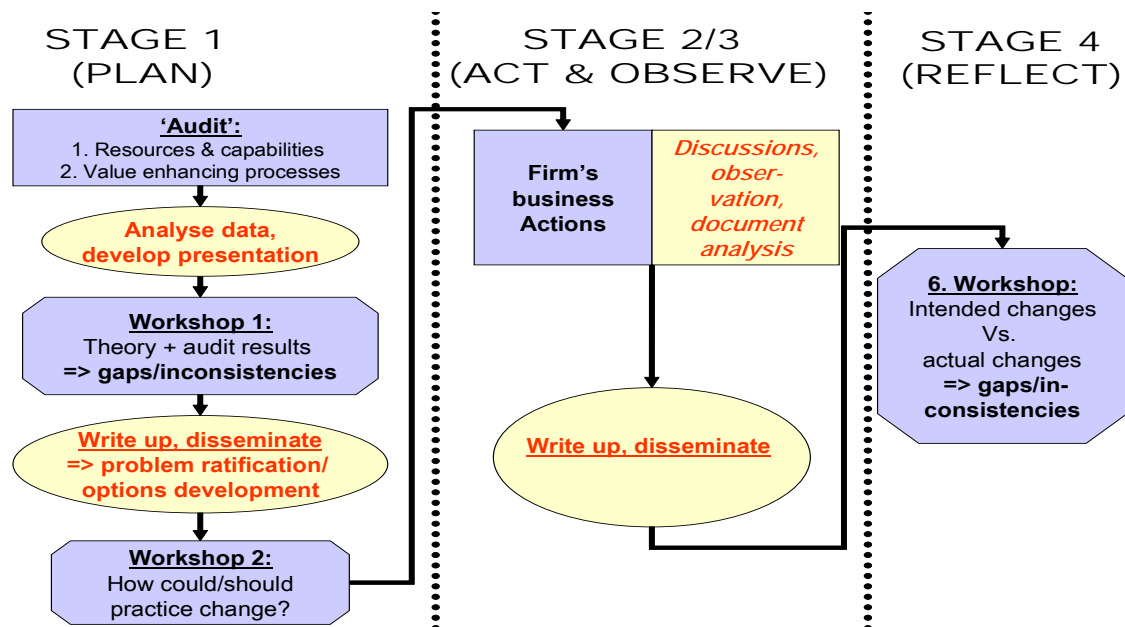 STAGE 1
(PLAN)
'Audit':
1. Resources & capabilities
2. Value enhancing processes
Analyse data,
develop presentation
Workshop 1:
Theory + audit results
=> gaps/inconsistencies
Write up, disseminate
=> problem ratification/
options development
Workshop 2:
How could/should
practice change?
STAGE 2/3
(ACT & OBSERVE)
Firm's
business
Actions
Discussions,
obser-
vation,
document
analysis
Write up, disseminate
STAGE 4
(REFLECT)
6. Workshop:
Intended changes
Vs.
actual changes
=> gaps/in-
consistencies